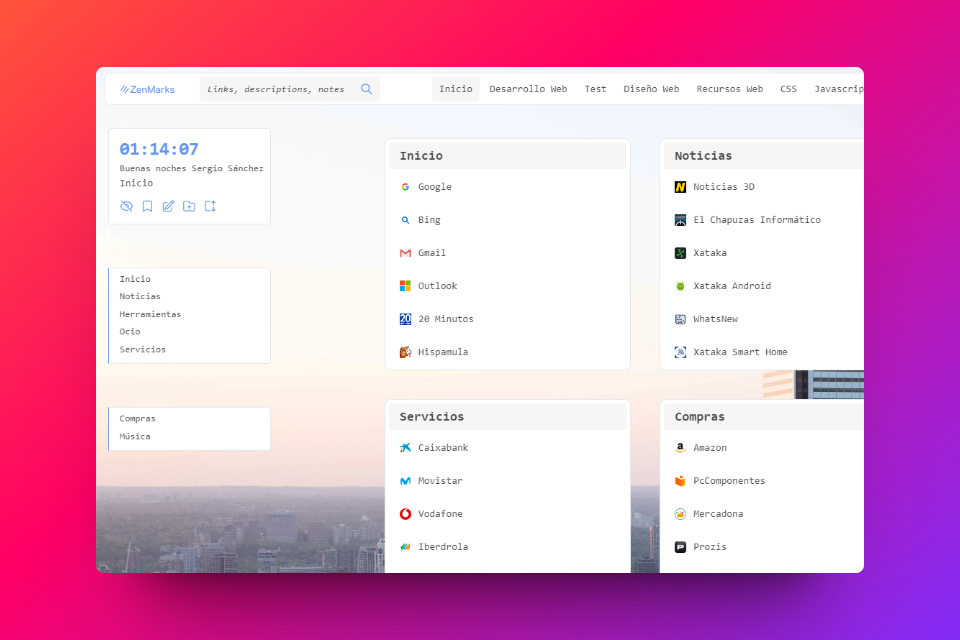 ZenMarks
Links, descriptions, notes
Inicio Desarrollo Web Test Diseño Web Recursos Web CSS Javascrip
01:14:07
Buenas noches Sergio Sánchez
Inicio
Inicio
Noticias
Herramientas
Ocio
Servicios
Compras
Música
Inicio
Google
Bing
Gmail
Outlook
20 Minutos
Hispamula
Noticias
Noticias 3D
El Chapuzas Informático
Xataka
Xataka Android
WhatsNew
Xataka Smart Home
Servicios
Caixabank
Movistar
Vodafone
Iberdrola
Compras
Amazon
PcComponentes
Mercadona
Prozis